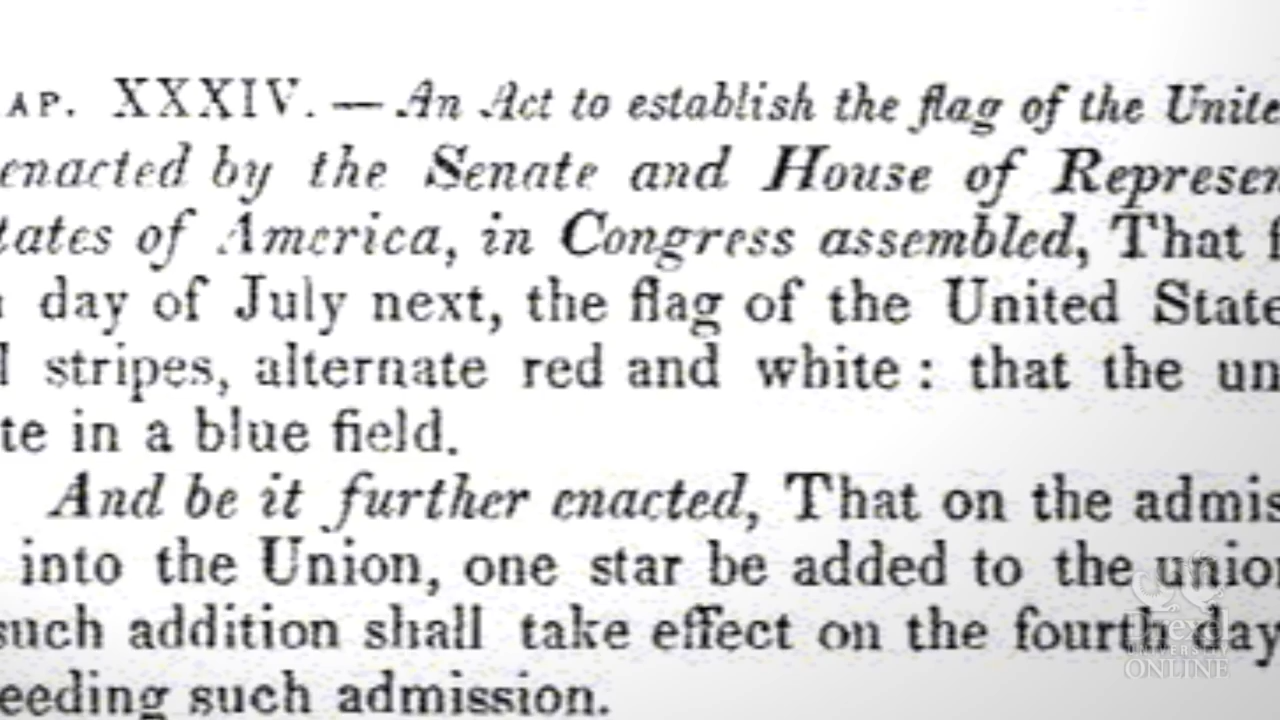 AP. XXXIV. — An Act to establish the flag of the Unite
enacted by the Senate and House of Represen
tates of America, in Congress assembled, That f
day of July next, the flag of the United State
l stripes, alternate red and white : that the un
te in a blue field.
And be it further enacted, That on the admis
into the Union, one star be added to the union
such addition shall take effect on the fourth day
eeding such admission.
UNIVERSITY
ONLINE